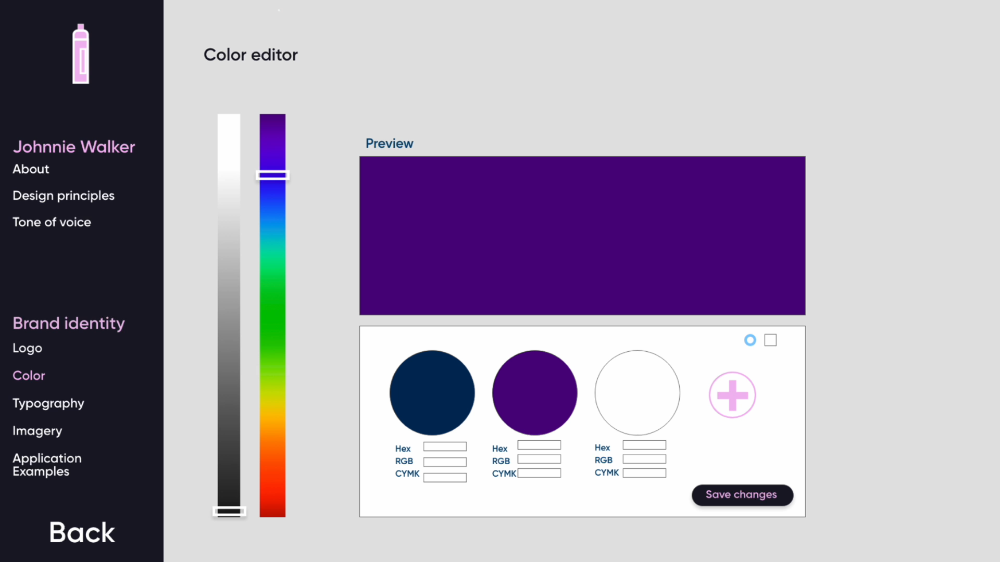 Color editor
Johnnie Walker
About
Design principles
Tone of voice
Brand identity
Logo
Color
Typography
Imagery
Application
Examples
Back
Preview
Hex
RGB
CYMK
Hex
RGB
CYMK
Hex
RGB
CYMK
Save changes